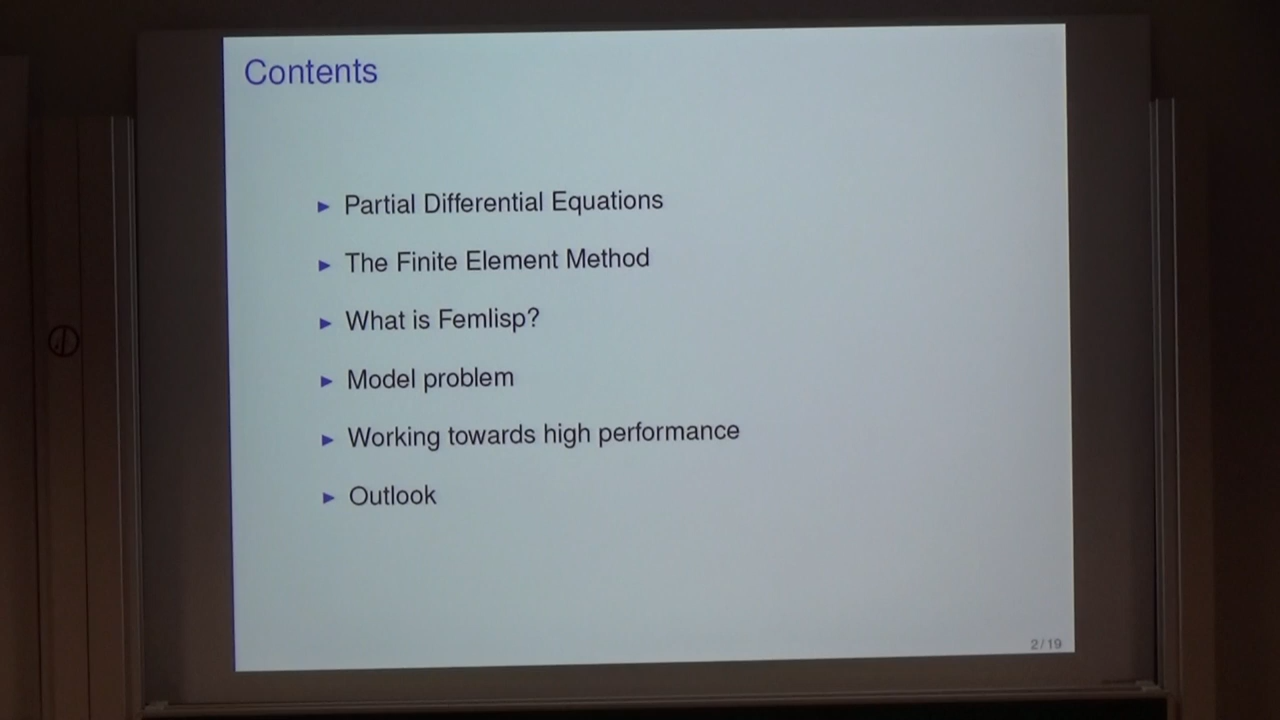 Contents
Partial Differential Equations
The Finite Element Method
What is Femlisp?
Model problem
Working towards high performance
Outlook
2/19